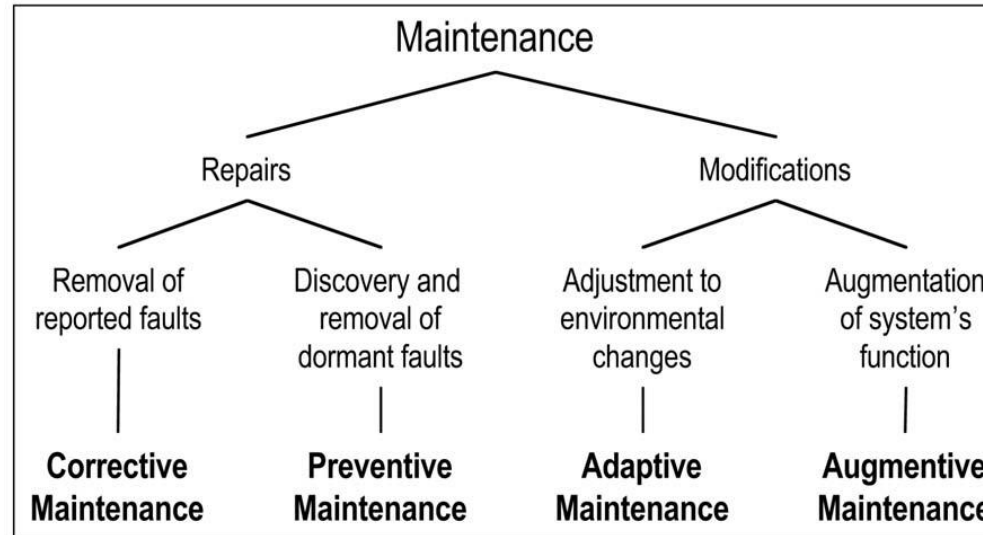 Maintenance
Repairs
Modifications
Removal of
reported faults
Discovery and
removal of
dormant faults
Adjustment to
environmental
changes
Augmentation
of system's
function
Corrective
Maintenance
Preventive
Maintenance
Adaptive
Maintenance
Augmentive
Maintenance